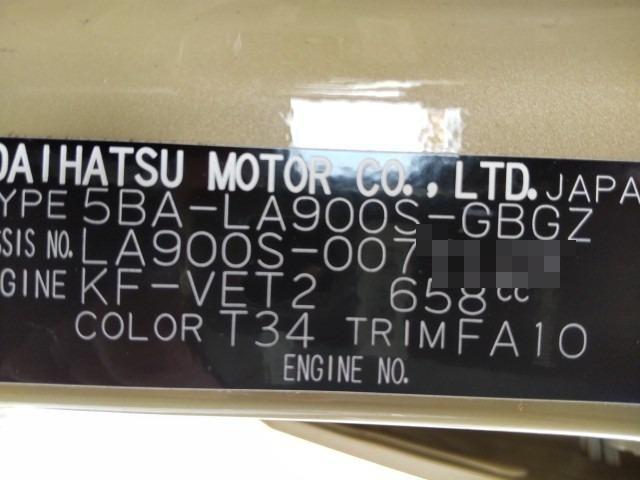 DAIHATSU MOTOR CO., LTD. JAPA
YPE 5BA-LA900S-GBGZ
SSIS NO. LA900S-007
GINE KF-VET2 658cc
COLOR T34 TRIM FA10
ENGINE NO.